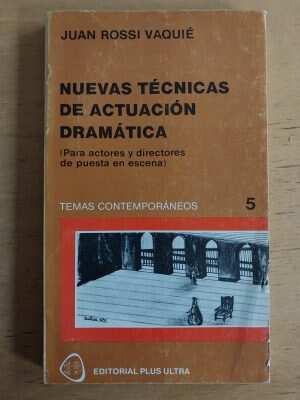 JUAN ROSSI VAQUIÉ
NUEVAS TÉCNICAS
DE ACTUACIÓN
DRAMÁTICA
(Para actores y directores
de puesta en escena)
TEMAS CONTEMPORÁNEOS 5
EDITORIAL PLUS ULTRA